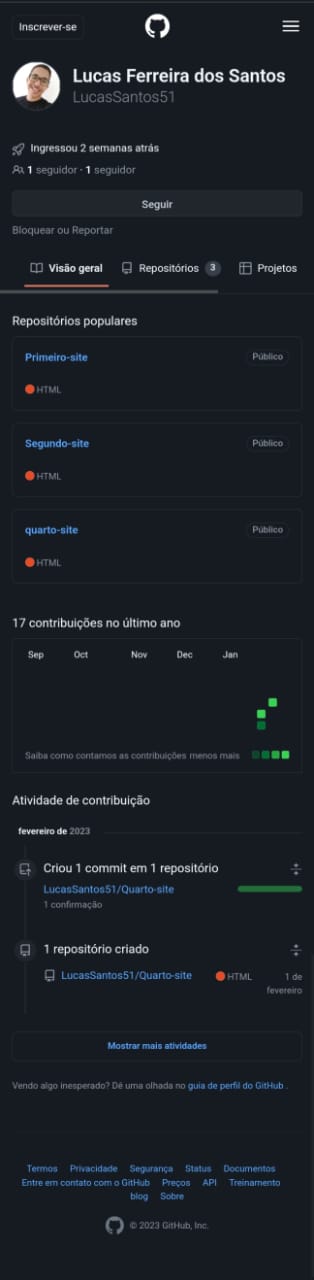 Inscrever-se
Lucas Ferreira dos Santos
LucasSantos51
Ingressou 2 semanas atrás
1 seguidor · 1 seguidor
Seguir
Bloquear ou Reportar
Visão geral Repositórios 3 Projetos
Repositórios populares
Primeiro-site Público
HTML
Segundo-site Público
HTML
quarto-site Público
HTML
17 contribuições no último ano
Sep Oct Nov Dec Jan
Saiba como contamos as contribuições menos mais
Atividade de contribuição
fevereiro de 2023
Criou 1 commit em 1 repositório
LucasSantos51/Quarto-site
1 confirmação
1 repositório criado
LucasSantos51/Quarto-site HTML 1 de
fevereiro
Mostrar mais atividades
Vendo algo inesperado? Dê uma olhada no guia de perfil do GitHub .
Termos Privacidade Segurança Status Documentos
Entre em contato com o GitHub Preços API Treinamento
blog Sobre
© 2023 GitHub, Inc.